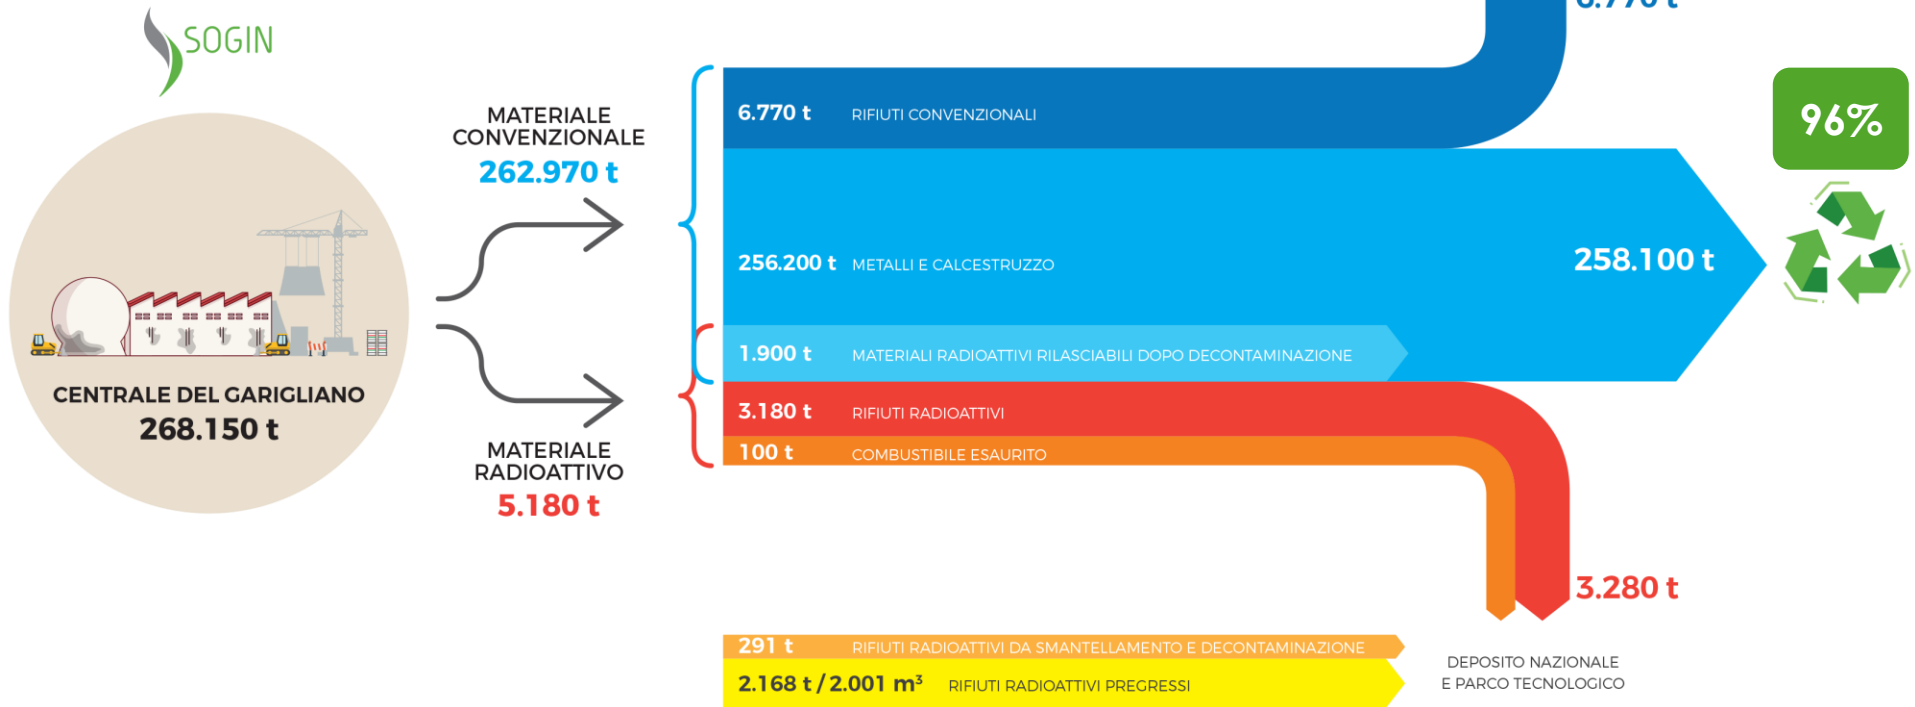 SOGIN
CENTRALE DEL GARIGLIANO
268.150 t
MATERIALE
CONVENZIONALE
262.970 t
MATERIALE
RADIOATTIVO
5.180 t
6.770 t
6.770 t RIFIUTI CONVENZIONALI
256.200 t METALLI E CALCESTRUZZO
258.100 t
96%
1.900 t MATERIALI RADIOATTIVI RILASCIABILI DOPO DECONTAMINAZIONE
3.180 t RIFIUTI RADIOATTIVI
100 t COMBUSTIBILE ESAURITO
3.280 t
291 t RIFIUTI RADIOATTIVI DA SMANTELLAMENTO E DECONTAMINAZIONE
2.168 t / 2.001 m³ RIFIUTI RADIOATTIVI PREGRESSI
DEPOSITO NAZIONALE
E PARCO TECNOLOGICO